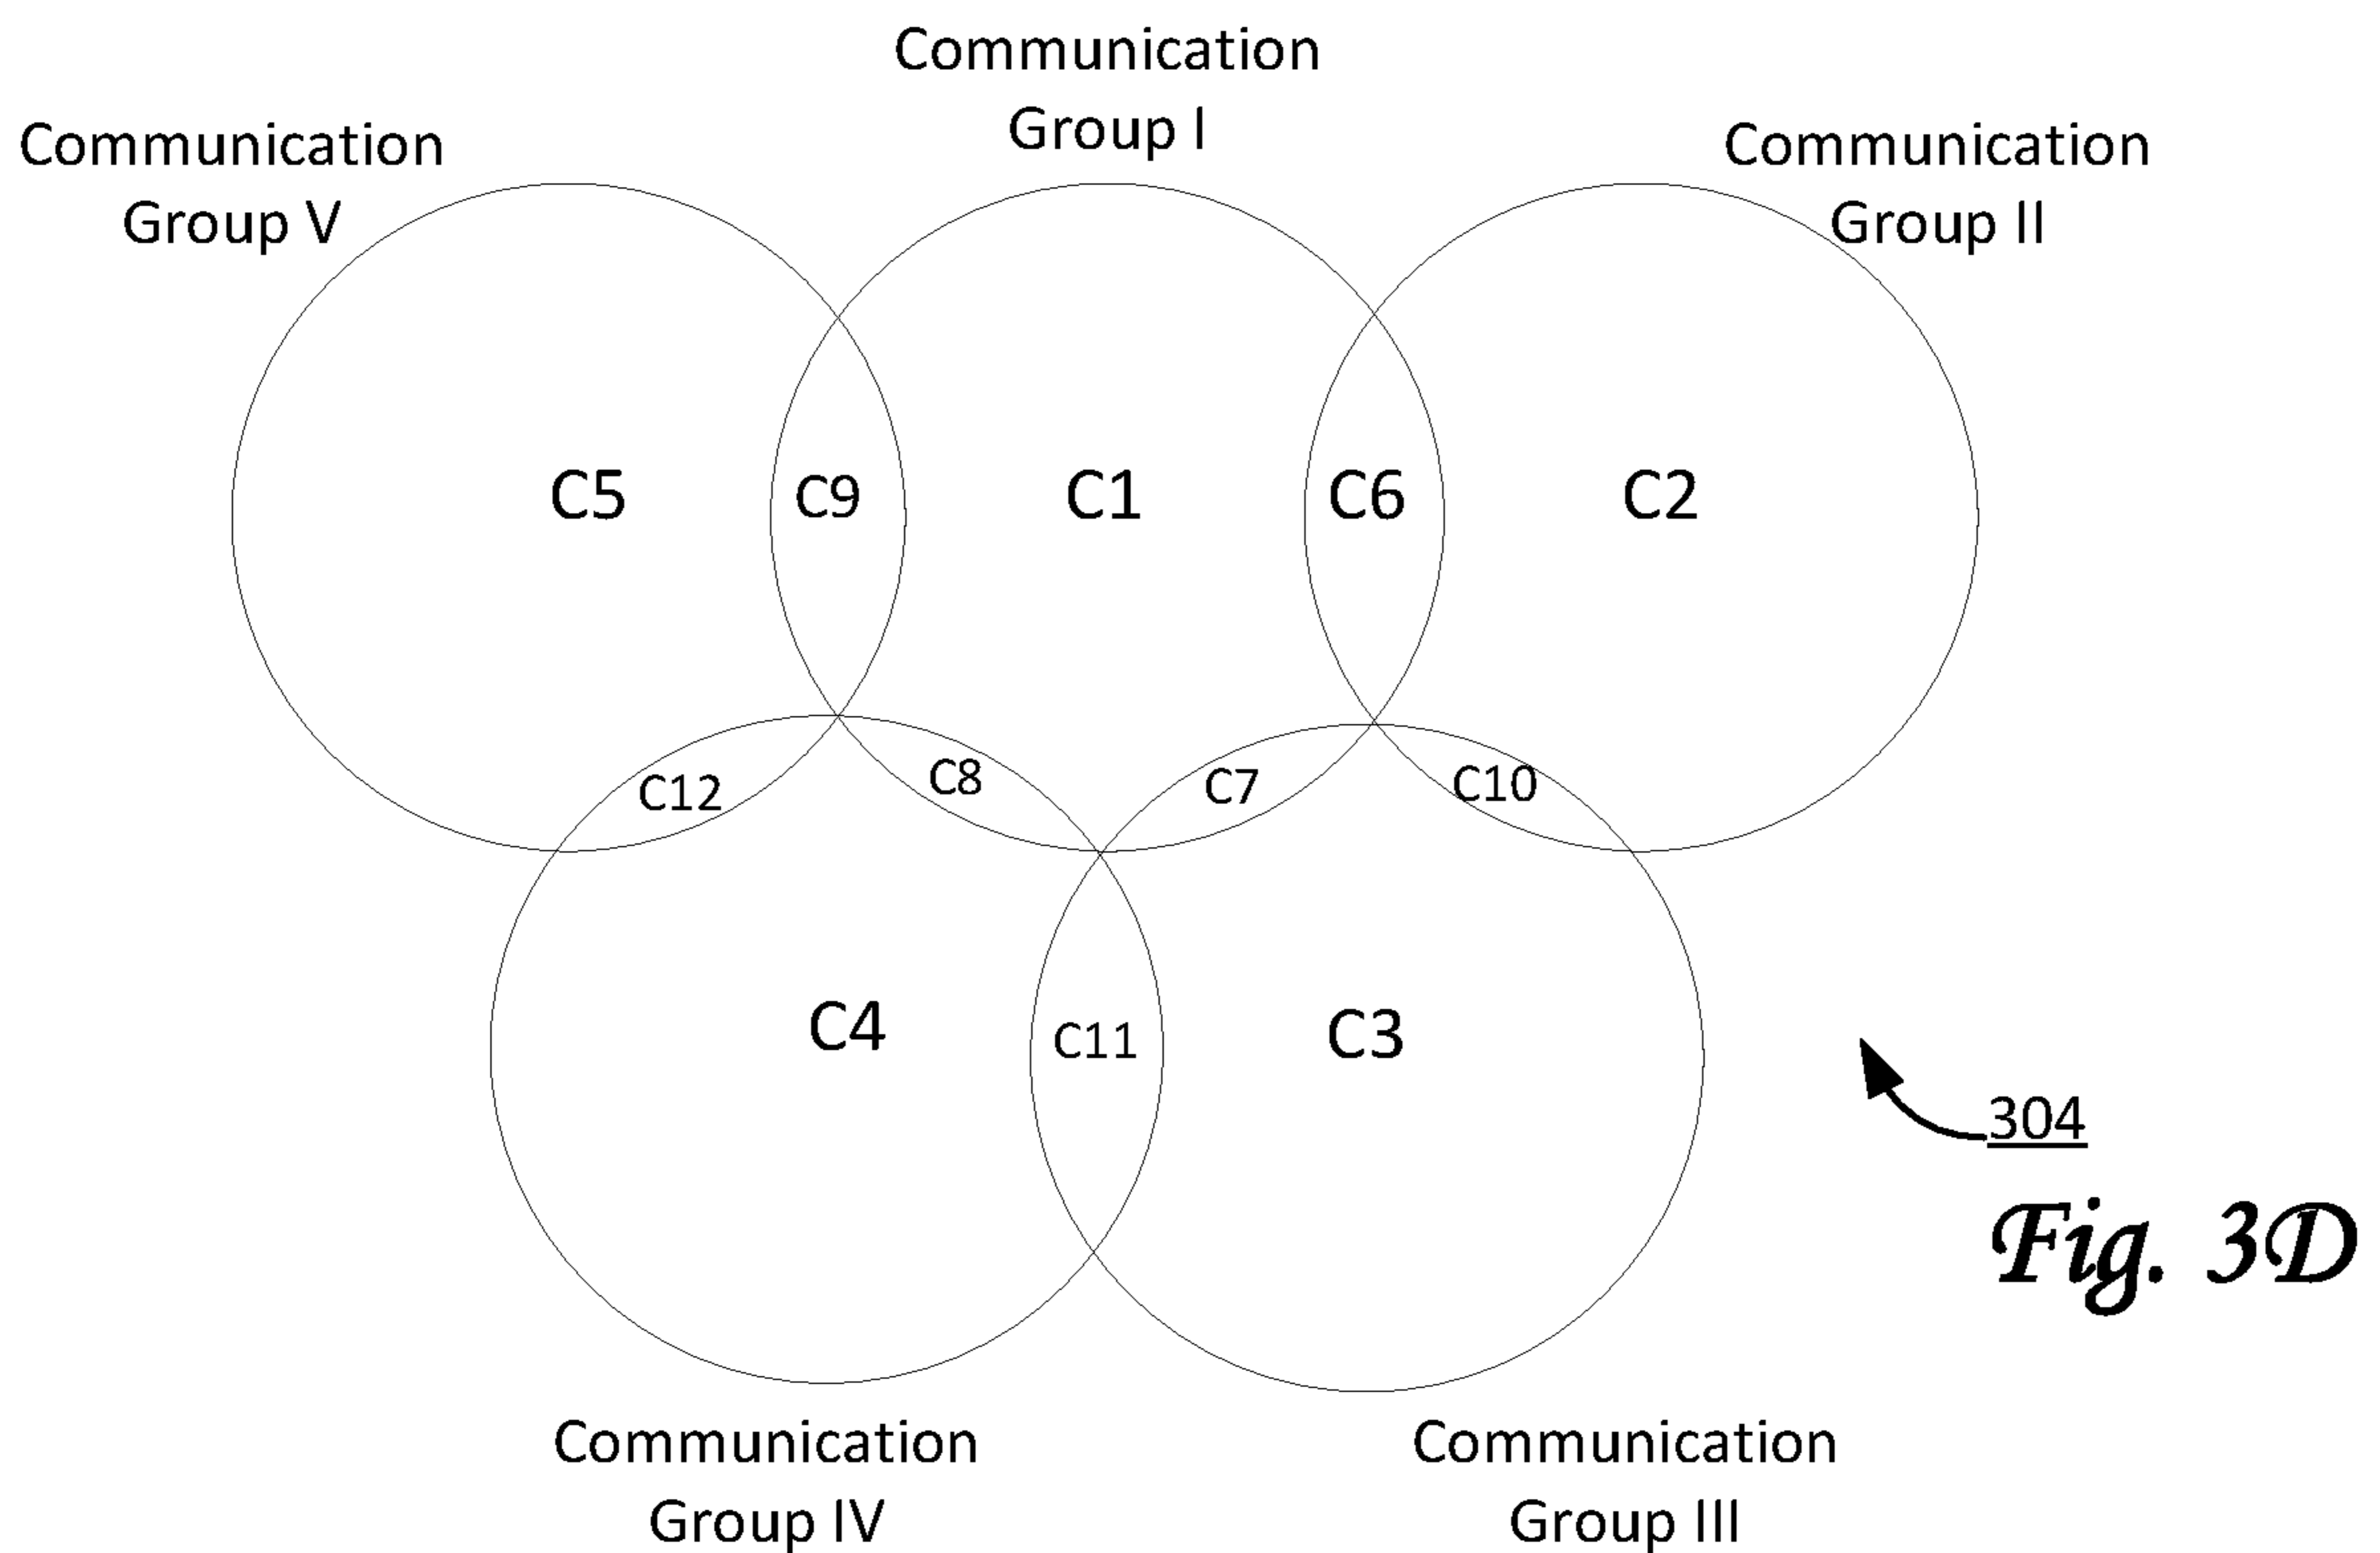 Communication
Group I
Communication
Group V
Communication
Group II
C5
C9
C1
C6
C2
C12
C8
C7
C10
C4
C11
C3
304
Fig. 3D
Communication
Group IV
Communication
Group III